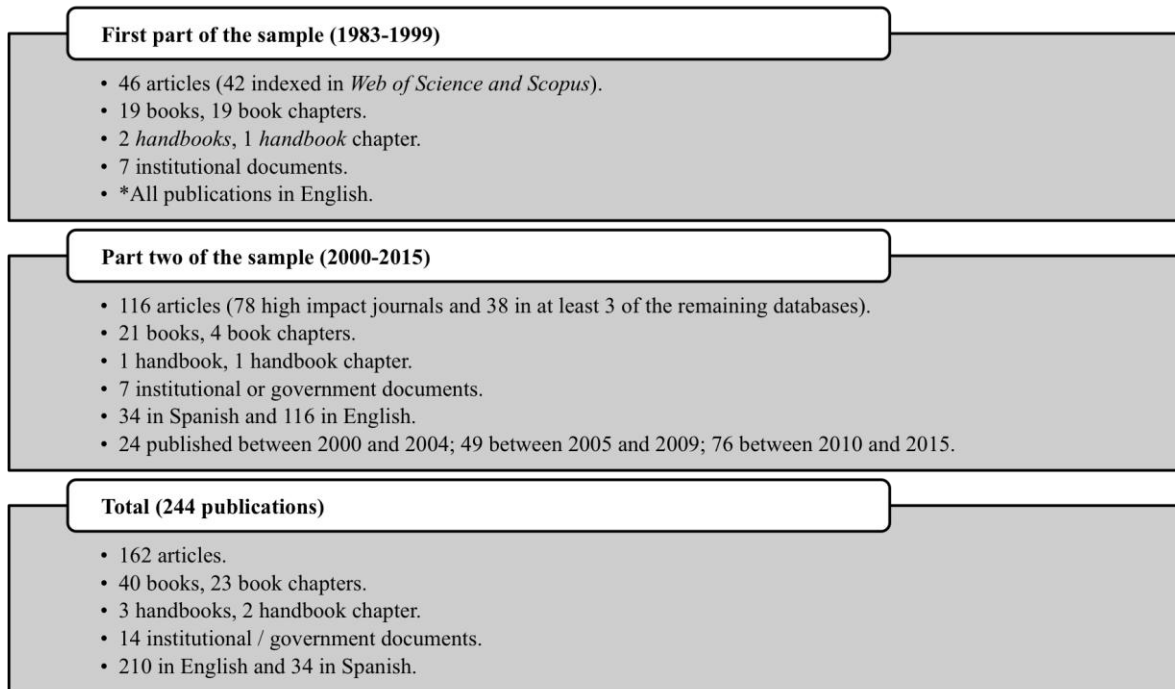 First part of the sample (1983-1999)
• 46 articles (42 indexed in Web of Science and Scopus).
• 19 books, 19 book chapters.
• 2 handbooks, 1 handbook chapter.
• 7 institutional documents.
• *All publications in English.
Part two of the sample (2000-2015)
• 116 articles (78 high impact journals and 38 in at least 3 of the remaining databases).
• 21 books, 4 book chapters.
• 1 handbook, 1 handbook chapter.
• 7 institutional or government documents.
• 34 in Spanish and 116 in English.
• 24 published between 2000 and 2004; 49 between 2005 and 2009; 76 between 2010 and 2015.
Total (244 publications)
• 162 articles.
• 40 books, 23 book chapters.
• 3 handbooks, 2 handbook chapter.
• 14 institutional / government documents.
• 210 in English and 34 in Spanish.